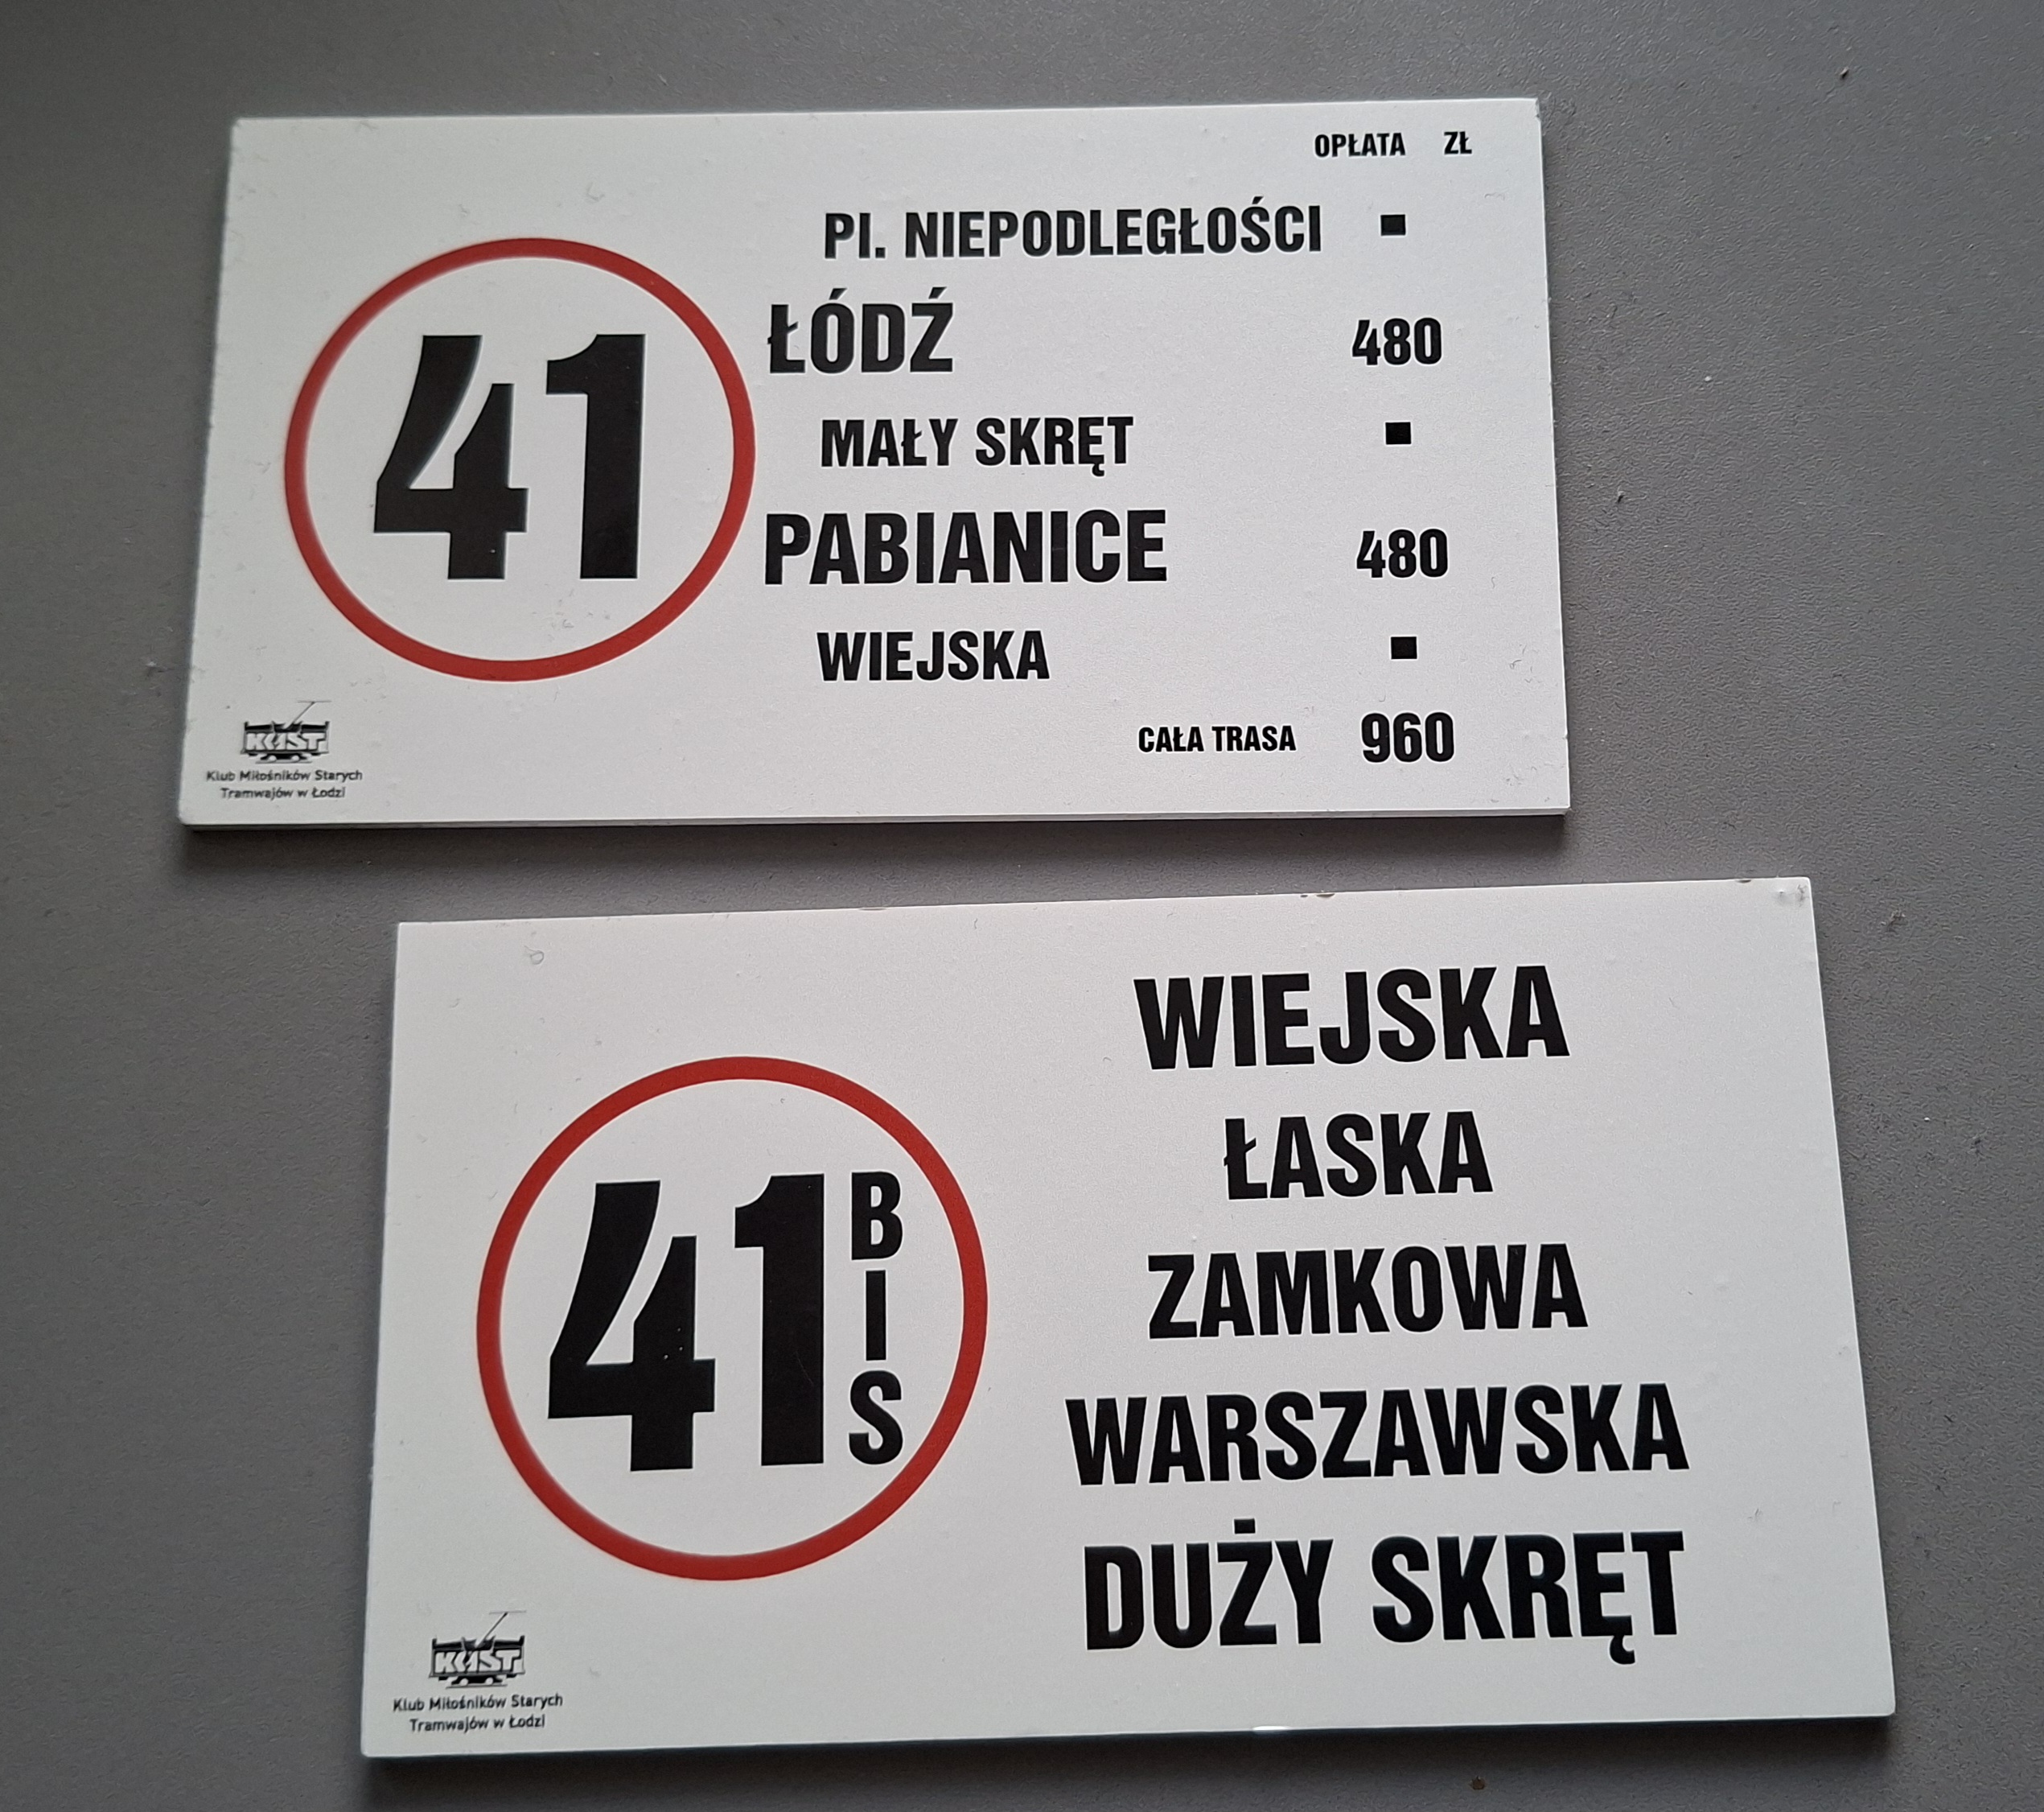 OPŁATA ZŁ
Pl. NIEPODLEGŁOŚCI ▪
41
ŁÓDŹ 480
MAŁY SKRĘT ▪
PABIANICE 480
WIEJSKA ▪
CAŁA TRASA 960
KMST
Klub Miłośników Starych
Tramwajów w Łodzi
41 BIS
WIEJSKA
ŁASKA
ZAMKOWA
WARSZAWSKA
DUŻY SKRĘT
KMST
Klub Miłośników Starych
Tramwajów w Łodzi